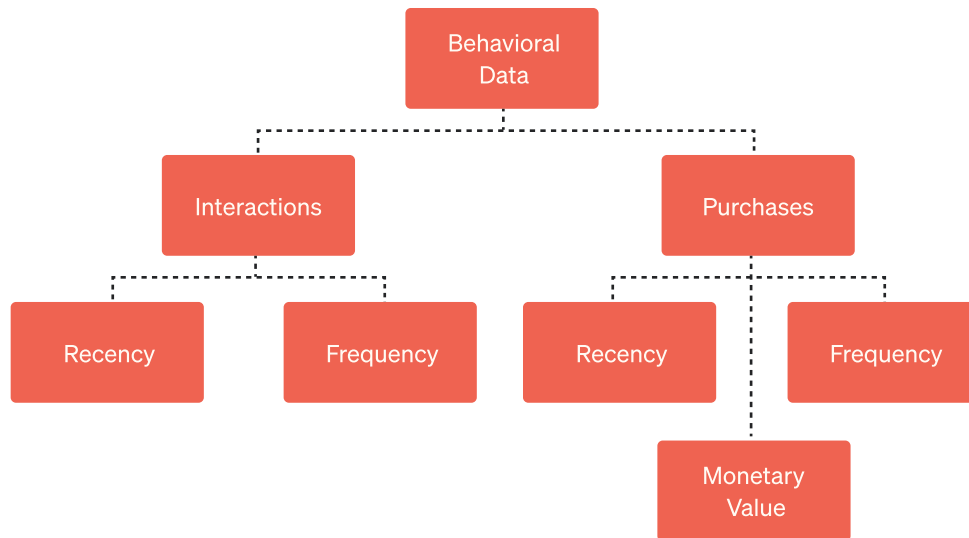 Behavioral
Data
Interactions
Purchases
Recency
Frequency
Recency
Frequency
Monetary
Value